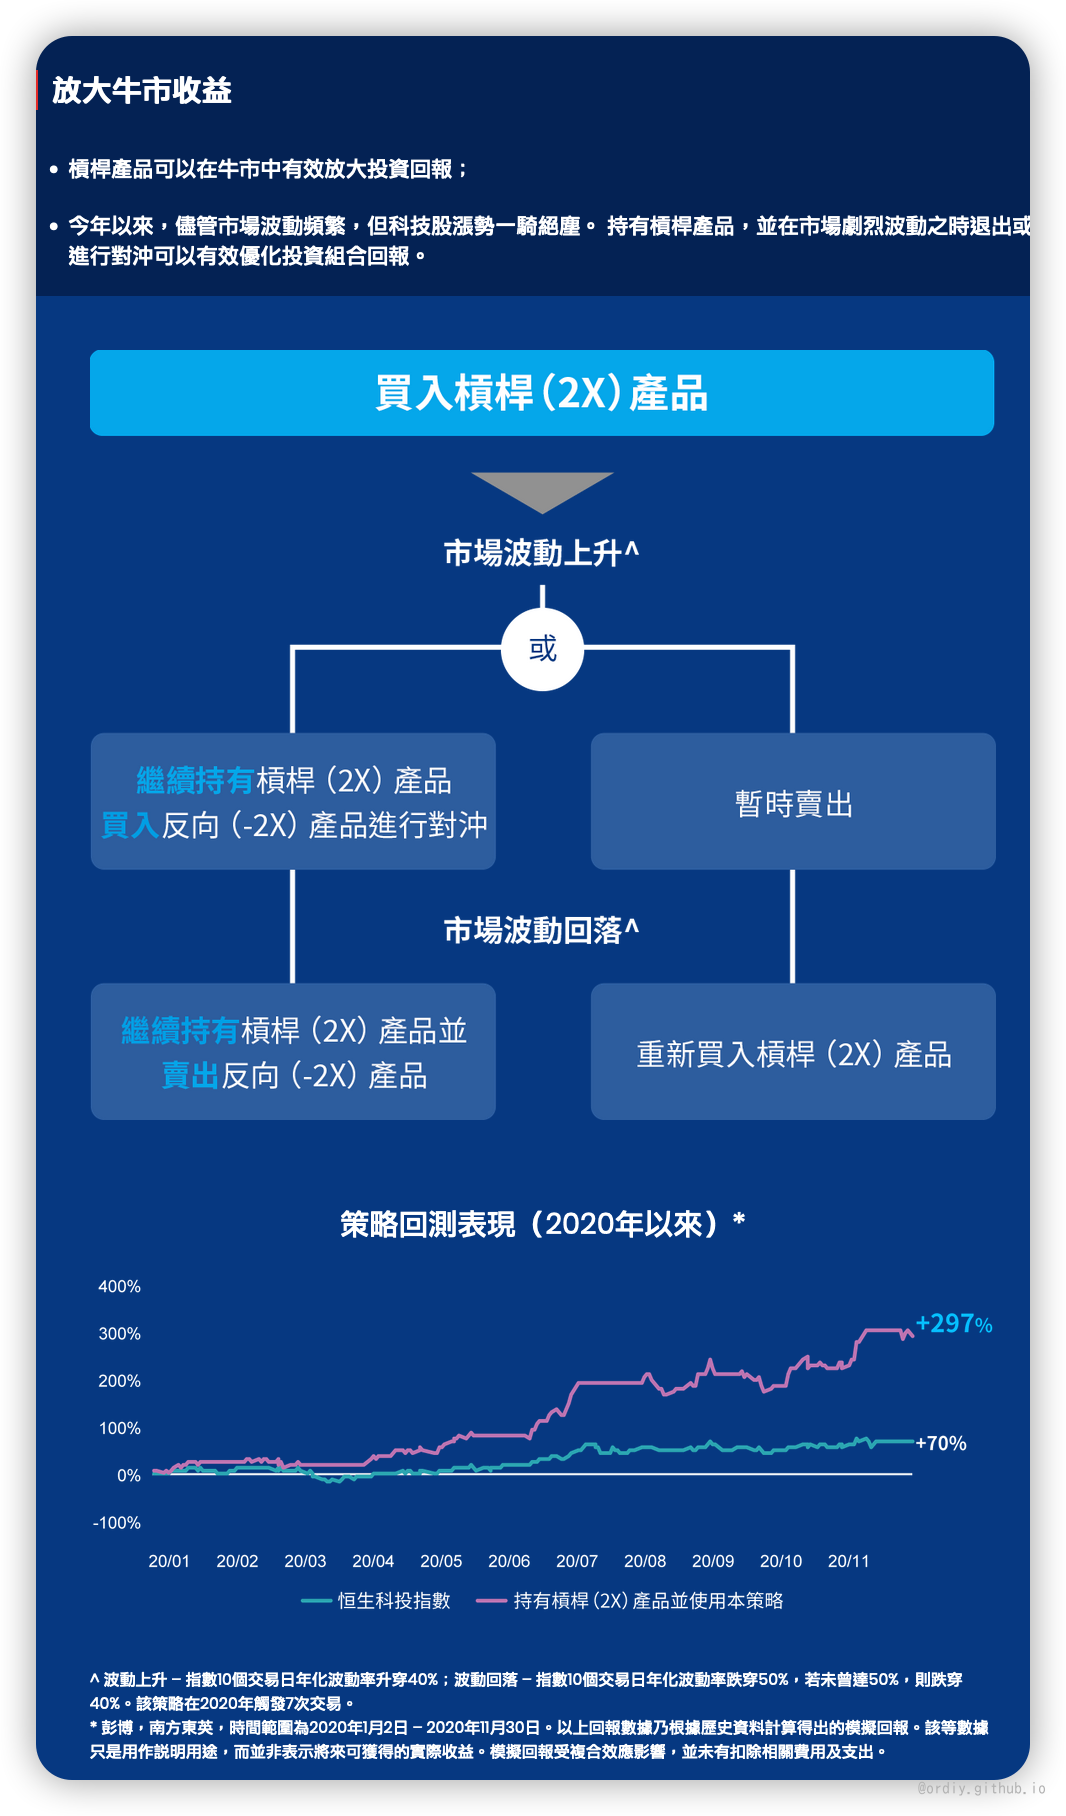 放大牛市收益
• 槓桿產品可以在牛市中有效放大投資回報；
• 今年以來，儘管市場波動頻繁，但科技股漲勢一騎絕塵。 持有槓桿產品，並在市場劇烈波動之時退出或
進行對沖可以有效優化投資組合回報。
買入槓桿（2X）產品
市場波動上升^
或
繼續持有槓桿（2X）產品
買入反向（-2X）產品進行對沖
暫時賣出
市場波動回落^
繼續持有槓桿（2X）產品並
賣出反向（-2X）產品
重新買入槓桿（2X）產品
策略回測表現（2020年以來）*
400%
300%
200%
100%
0%
-100%
+297%
+70%
20/01 20/02 20/03 20/04 20/05 20/06 20/07 20/08 20/09 20/10 20/11
恒生科投指數 持有槓桿（2X）產品並使用本策略
^ 波動上升 – 指數10個交易日年化波動率升穿40%；波動回落 – 指數10個交易日年化波動率跌穿50%，若未曾達50%，則跌穿
40%。該策略在2020年觸發7次交易。
* 彭博，南方東英，時間範圍為2020年1月2日 – 2020年11月30日。以上回報數據乃根據歷史資料計算得出的模擬回報。該等數據
只是用作説明用途，而並非表示將來可獲得的實際收益。模擬回報受複合效應影響，並未有扣除相關費用及支出。
@ordiy.github.io